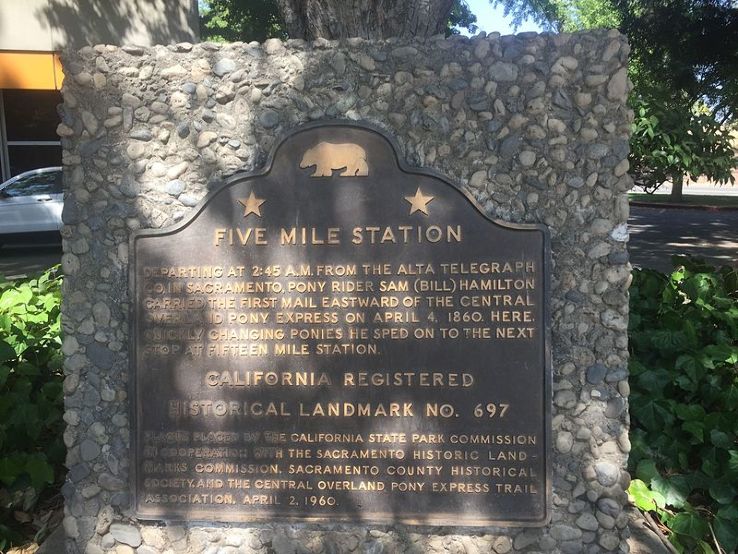 FIVE MILE STATION
DEPARTING AT 2:45 A.M. FROM THE ALTA TELEGRAPH
CO. IN SACRAMENTO, PONY RIDER SAM (BILL) HAMILTON
CARRIED THE FIRST MAIL EASTWARD OF THE CENTRAL
OVERLAND PONY EXPRESS ON APRIL 4, 1860. HERE,
QUICKLY CHANGING PONIES HE SPED ON TO THE NEXT
STOP AT FIFTEEN MILE STATION.
CALIFORNIA REGISTERED
HISTORICAL LANDMARK NO. 697
PLAQUE PLACED BY THE CALIFORNIA STATE PARK COMMISSION
IN COOPERATION WITH THE SACRAMENTO HISTORIC LAND-
MARKS COMMISSION, SACRAMENTO COUNTY HISTORICAL
SOCIETY, AND THE CENTRAL OVERLAND PONY EXPRESS TRAIL
ASSOCIATION, APRIL 2, 1960.